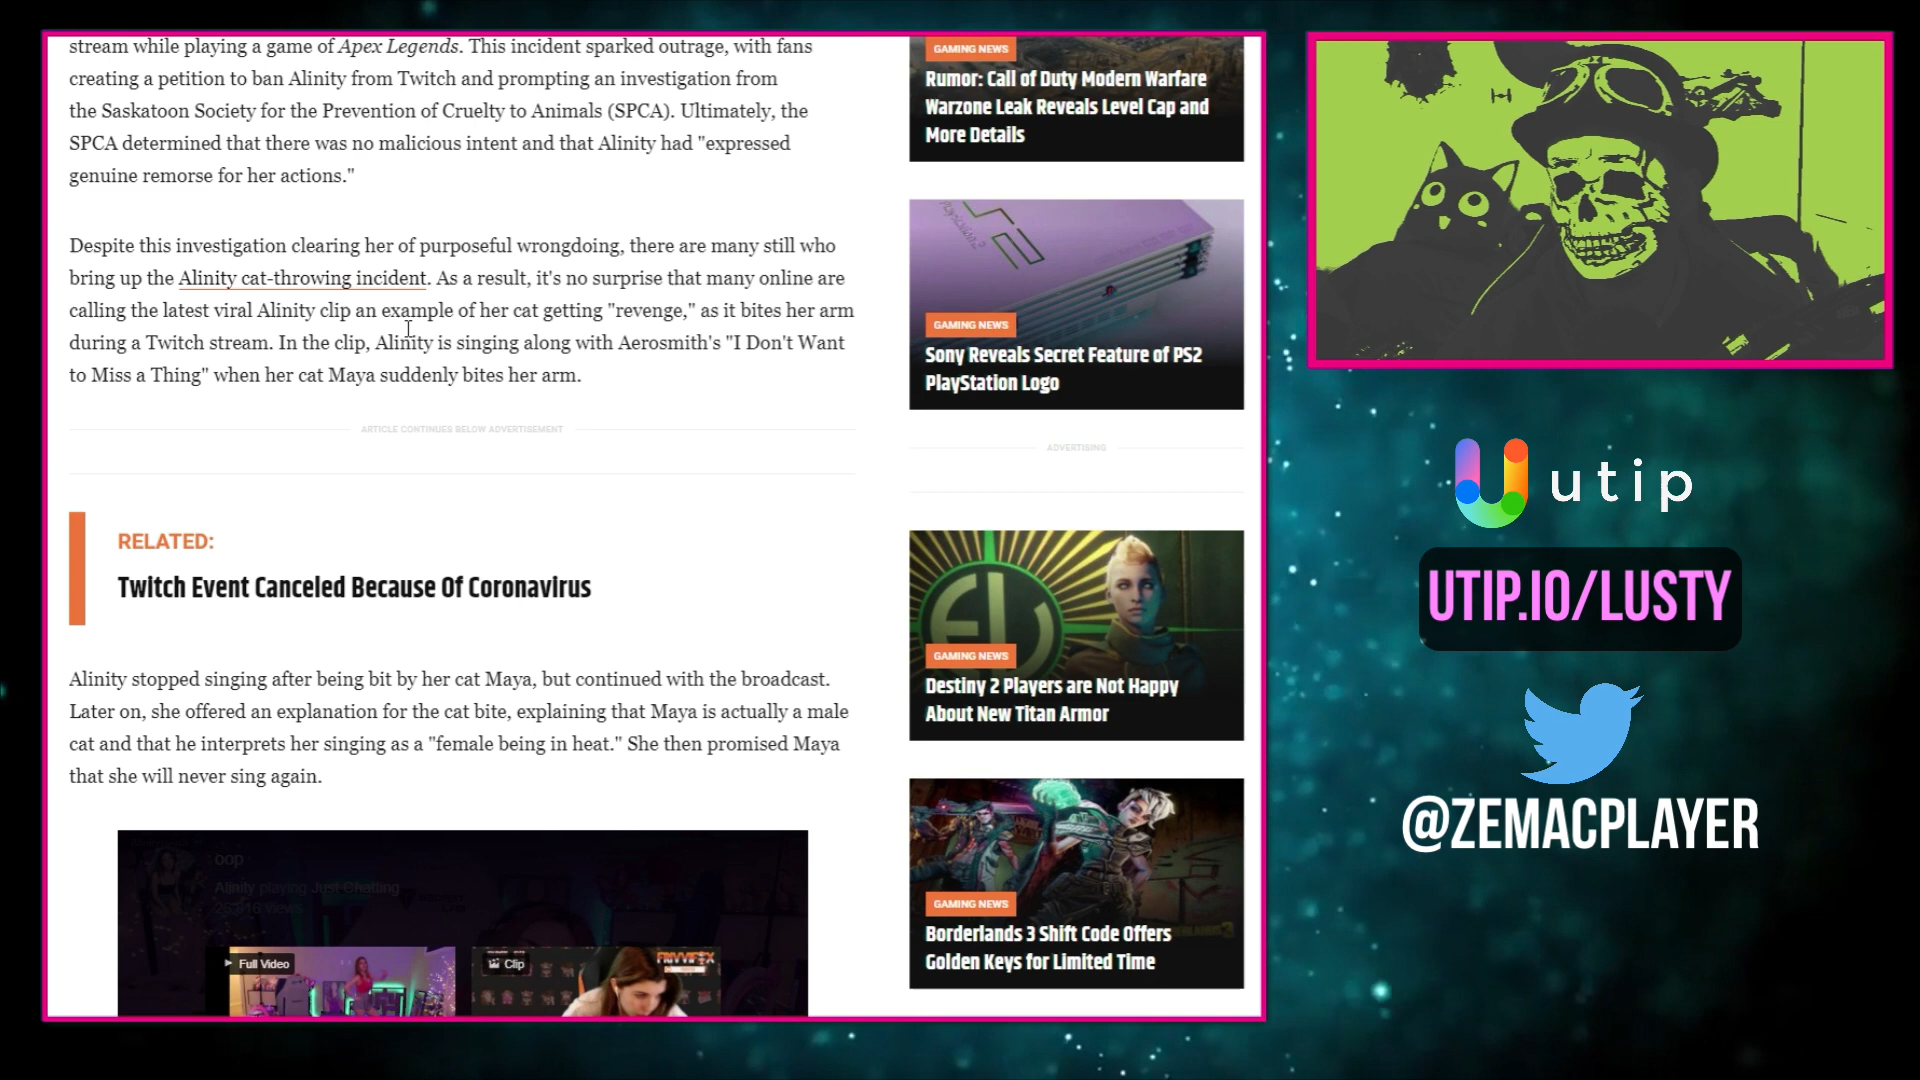 stream while playing a game of Apex Legends. This incident sparked outrage, with fans
creating a petition to ban Alinity from Twitch and prompting an investigation from
the Saskatoon Society for the Prevention of Cruelty to Animals (SPCA). Ultimately, the
SPCA determined that there was no malicious intent and that Alinity had "expressed
genuine remorse for her actions."
Despite this investigation clearing her of purposeful wrongdoing, there are many still who
bring up the Alinity cat-throwing incident. As a result, it's no surprise that many online are
calling the latest viral Alinity clip an example of her cat getting "revenge," as it bites her arm
during a Twitch stream. In the clip, Alinity is singing along with Aerosmith's "I Don't Want
to Miss a Thing" when her cat Maya suddenly bites her arm.
ARTICLE CONTINUES BELOW ADVERTISEMENT
RELATED:
Twitch Event Canceled Because Of Coronavirus
Alinity stopped singing after being bit by her cat Maya, but continued with the broadcast.
Later on, she offered an explanation for the cat bite, explaining that Maya is actually a male
cat and that he interprets her singing as a "female being in heat." She then promised Maya
that she will never sing again.
oop
Alinity playing Just Chatting
Full Video
Clip
GAMING NEWS
Rumor: Call of Duty Modern Warfare
Warzone Leak Reveals Level Cap and
More Details
GAMING NEWS
Sony Reveals Secret Feature of PS2
PlayStation Logo
ADVERTISING
GAMING NEWS
Destiny 2 Players are Not Happy
About New Titan Armor
GAMING NEWS
Borderlands 3 Shift Code Offers
Golden Keys for Limited Time
utip
UTIP.IO/LUSTY
@ZEMACPLAYER